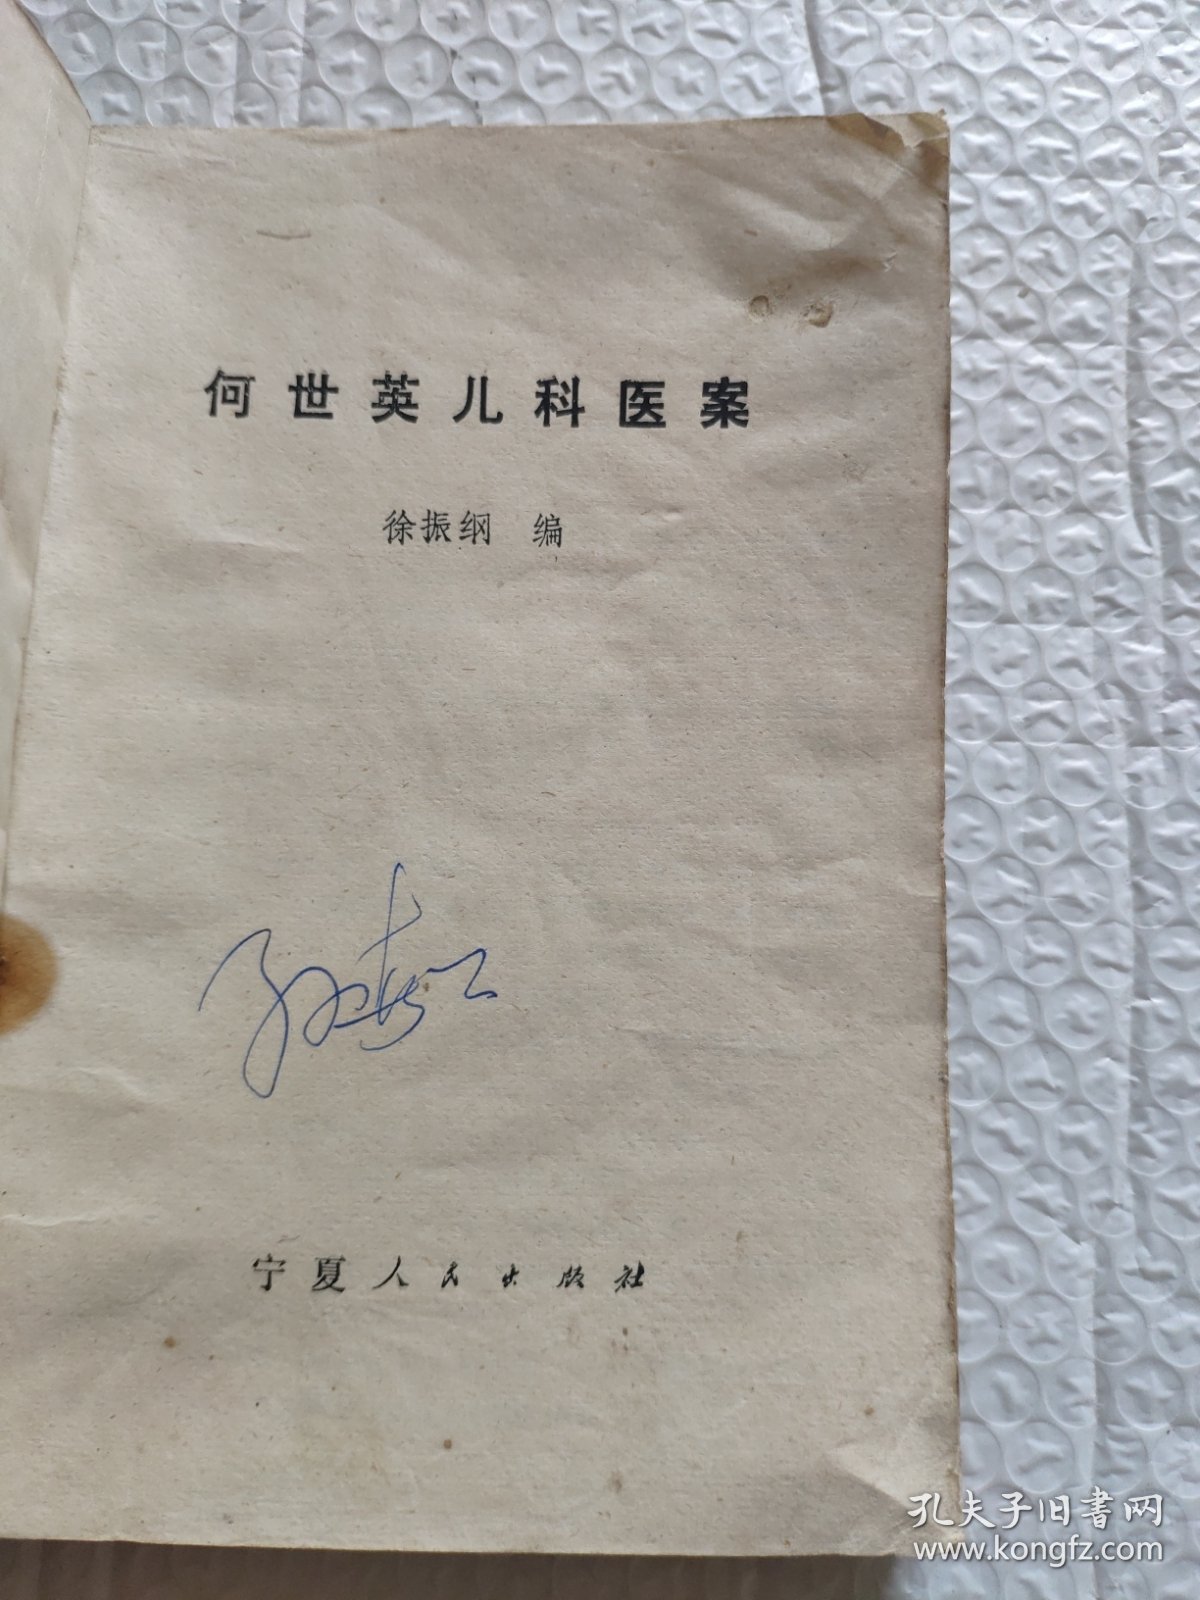 何世英儿科医案
徐振纲 编
宁夏人民出版社
孔夫子旧书网
www.kongfz.com